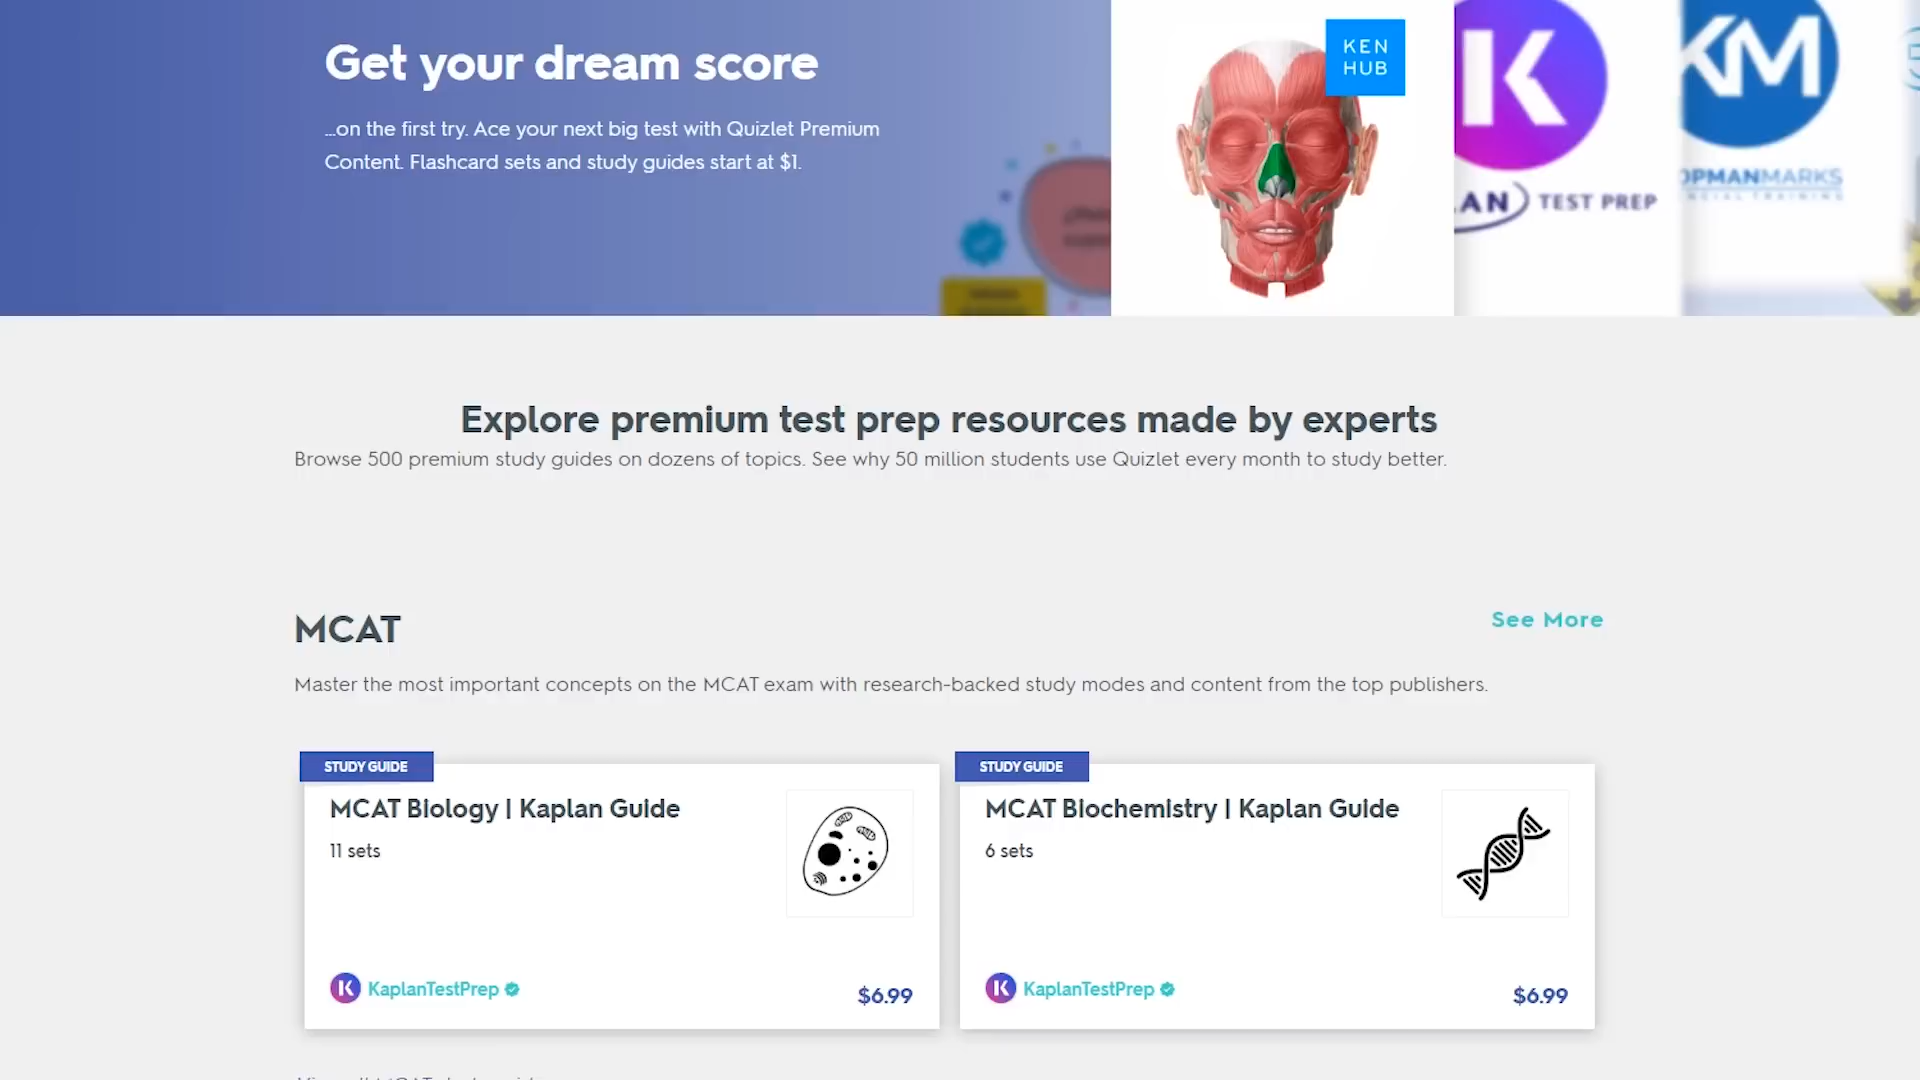 Get your dream score
...on the first try. Ace your next big test with Quizlet Premium
Content. Flashcard sets and study guides start at $1.
KEN
HUB
K
KM
AN TEST PREP
OPMANMARKS
Explore premium test prep resources made by experts
Browse 500 premium study guides on dozens of topics. See why 50 million students use Quizlet every month to study better.
MCAT
See More
Master the most important concepts on the MCAT exam with research-backed study modes and content from the top publishers.
STUDY GUIDE
MCAT Biology | Kaplan Guide
11 sets
K KaplanTestPrep
$6.99
STUDY GUIDE
MCAT Biochemistry | Kaplan Guide
6 sets
K KaplanTestPrep
$6.99